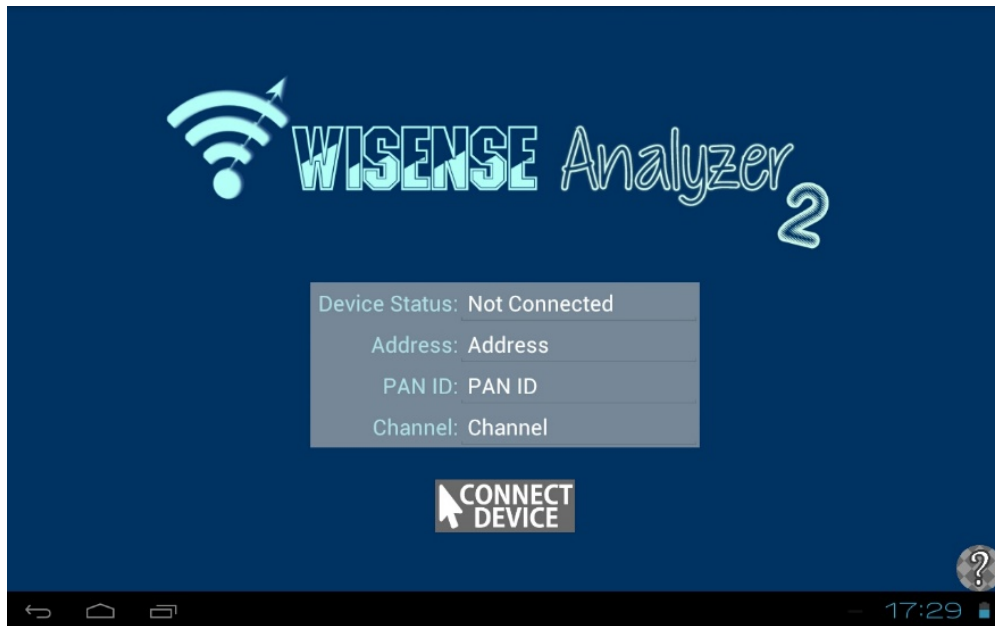 WISENSE Analyzer 2
Device Status: Not Connected
Address: Address
PAN ID: PAN ID
Channel: Channel
CONNECT
DEVICE
?
17:29